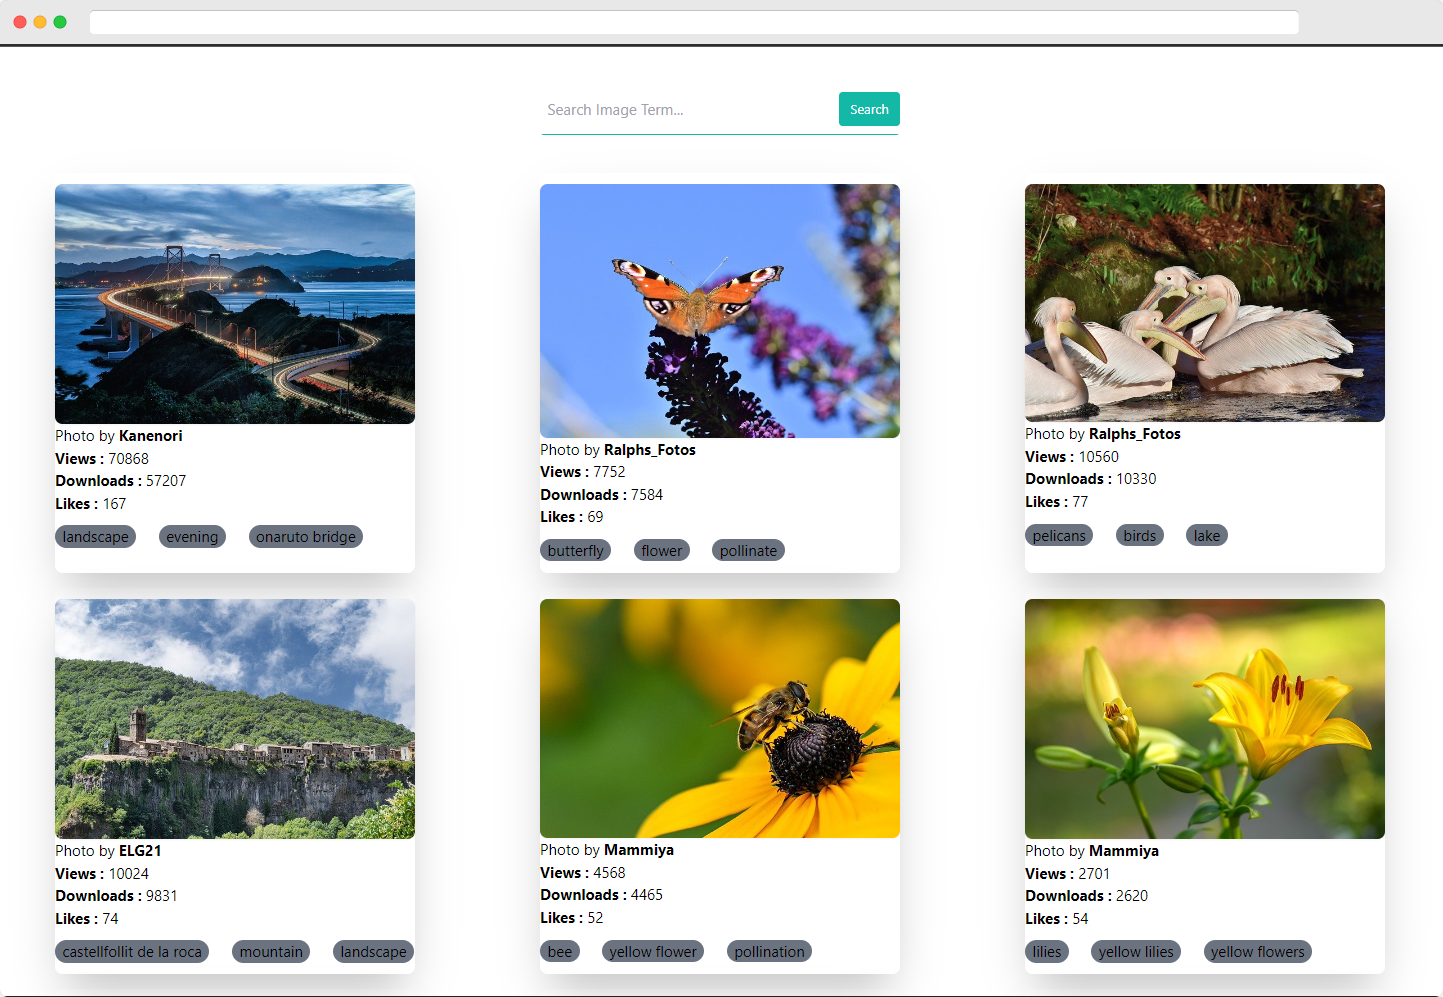 Search Image Term...
Search
Photo by Kanenori
Views : 70868
Downloads : 57207
Likes : 167
landscape evening onaruto bridge
Photo by Ralphs_Fotos
Views : 7752
Downloads : 7584
Likes : 69
butterfly flower pollinate
Photo by Ralphs_Fotos
Views : 10560
Downloads : 10330
Likes : 77
pelicans birds lake
Photo by ELG21
Views : 10024
Downloads : 9831
Likes : 74
castellfollit de la roca mountain landscape
Photo by Mammiya
Views : 4568
Downloads : 4465
Likes : 52
bee yellow flower pollination
Photo by Mammiya
Views : 2701
Downloads : 2620
Likes : 54
lilies yellow lilies yellow flowers